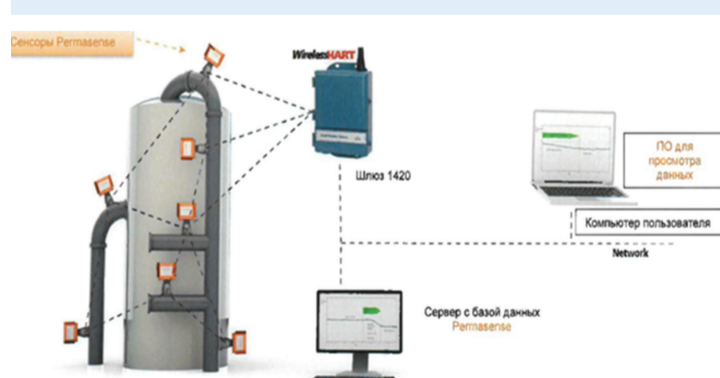 Сенсоры Permasense
WirelessHART
Шлюз 1420
ПО для
просмотра
данных
Компьютер пользователя
Network
Сервер с базой данных
Permasense